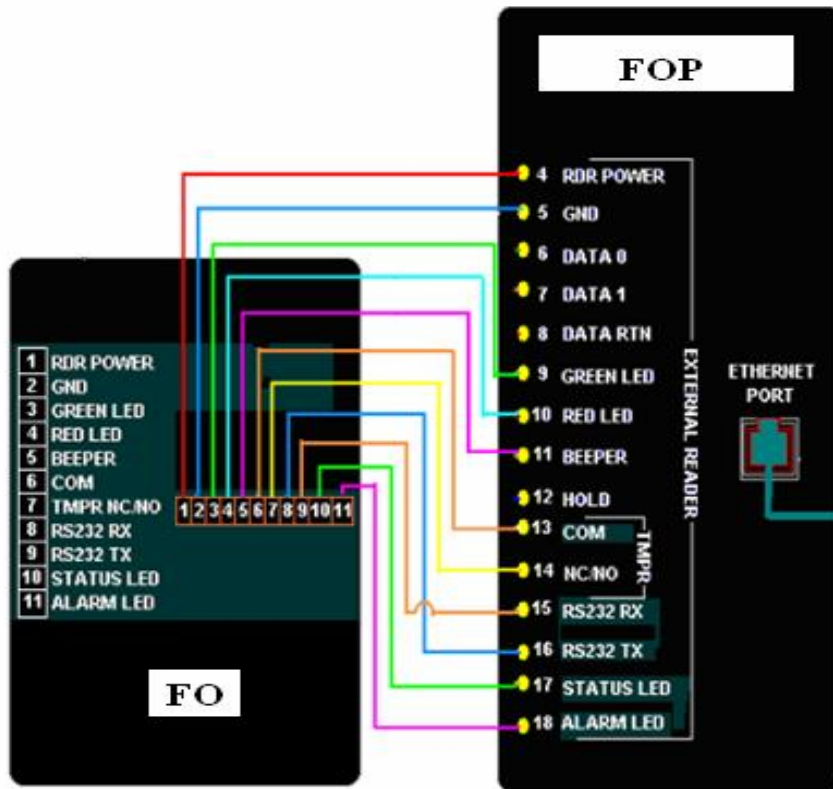 FOP
4 RDR POWER
5 GND
6 DATA 0
7 DATA 1
8 DATA RTN
9 GREEN LED
10 RED LED
11 BEEPER
12 HOLD
13 COM
14 NC/NO
15 RS232 RX
16 RS232 TX
17 STATUS LED
18 ALARM LED
TMPR
EXTERNAL READER
ETHERNET
PORT
1 RDR POWER
2 GND
3 GREEN LED
4 RED LED
5 BEEPER
6 COM
7 TMPR NC/NO
8 RS232 RX
9 RS232 TX
10 STATUS LED
11 ALARM LED
1 2 3 4 5 6 7 8 9 10 11
FO